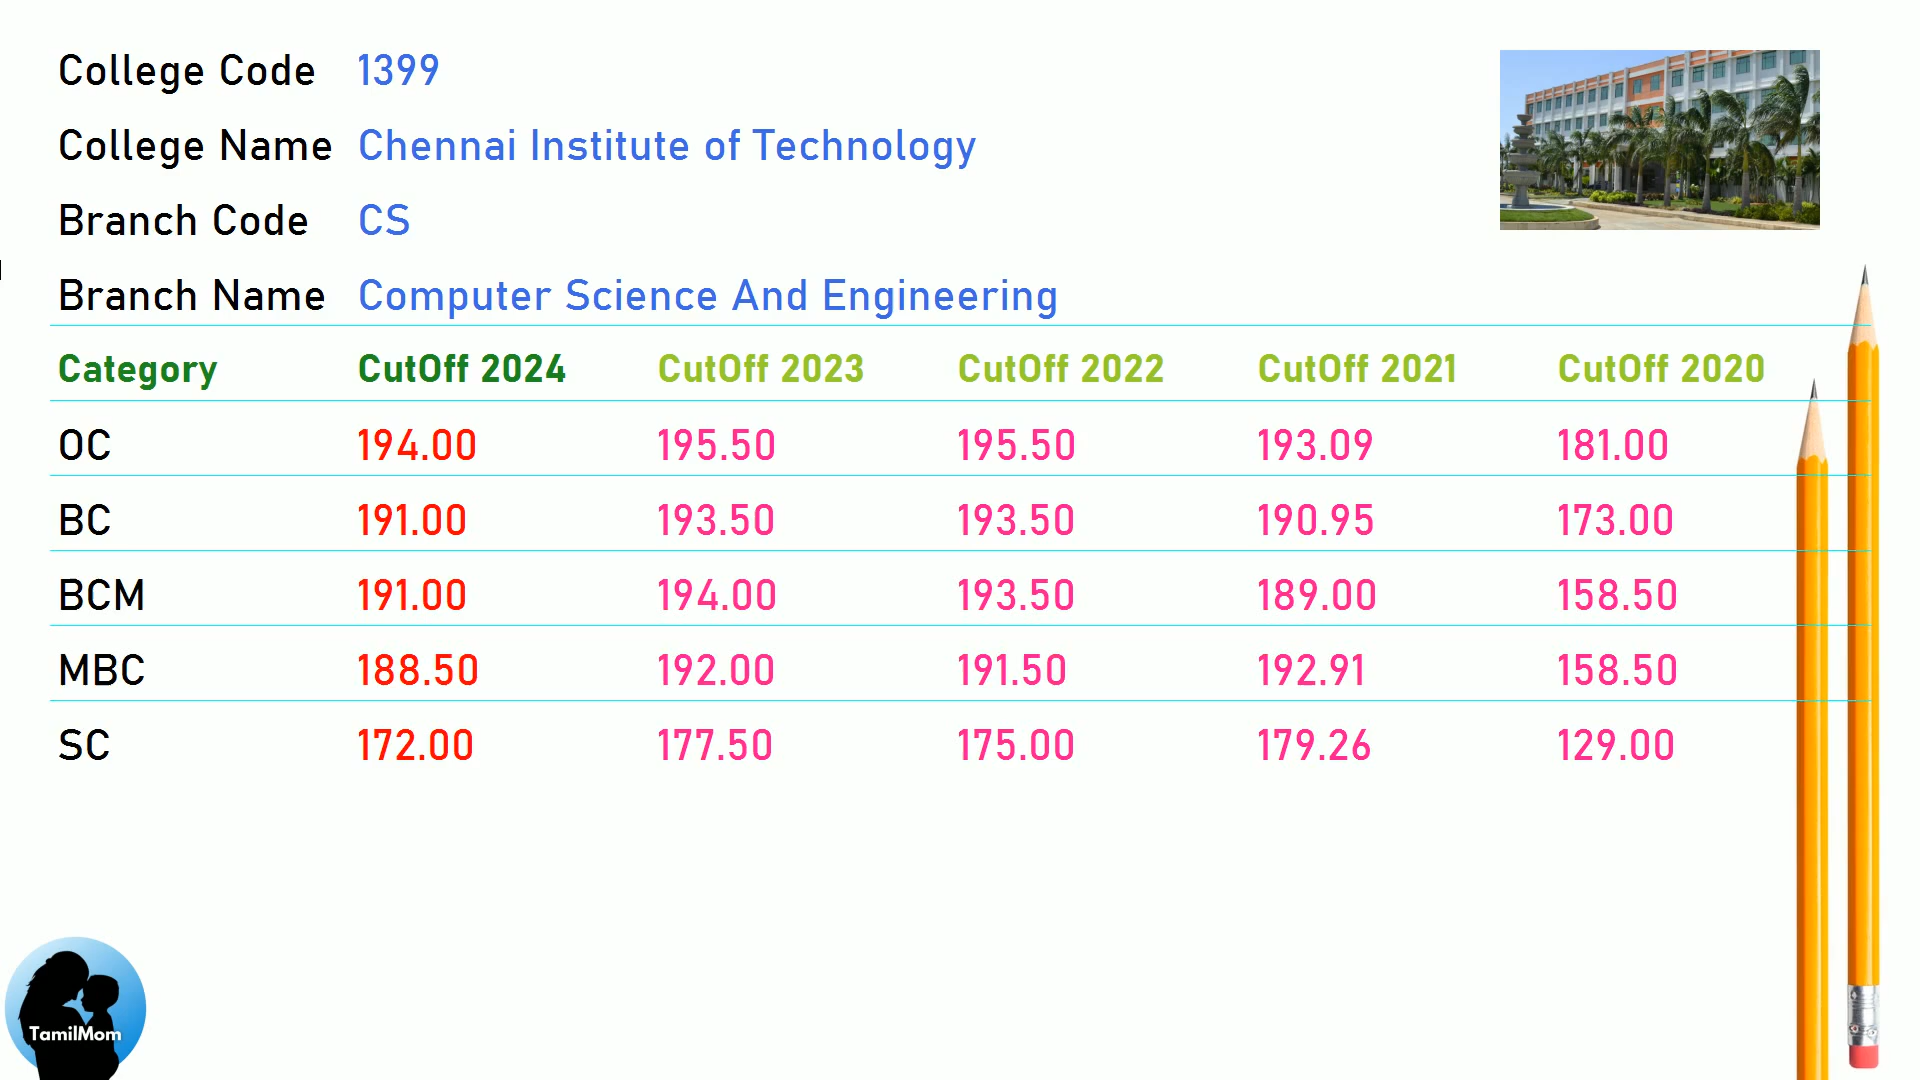 College Code 1399
College Name Chennai Institute of Technology
Branch Code CS
Branch Name Computer Science And Engineering
Category CutOff 2024 CutOff 2023 CutOff 2022 CutOff 2021 CutOff 2020
OC 194.00 195.50 195.50 193.09 181.00
BC 191.00 193.50 193.50 190.95 173.00
BCM 191.00 194.00 193.50 189.00 158.50
MBC 188.50 192.00 191.50 192.91 158.50
SC 172.00 177.50 175.00 179.26 129.00
TamilMom